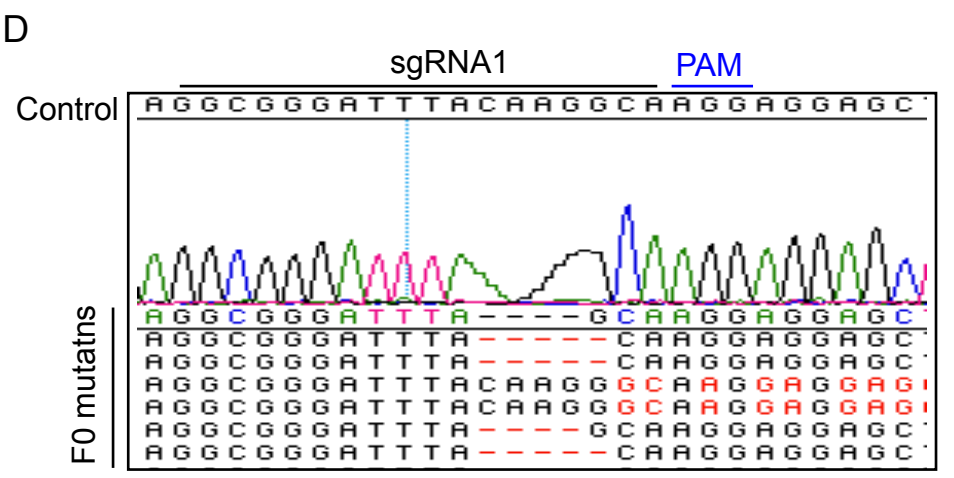 D
sgRNA1 PAM
Control AGGCGGGATTTACAAGGCAAGGAGGAGC
AGGCGGGATTTA----GCAAGGAGGAGC
F0 mutatns
AGGCGGGATTTA-----CAAGGAGGAGC
AGGCGGGATTTA-----CAAGGAGGAGC
AGGCGGGATTTACAAGGGCAAGGAGGAG
AGGCGGGATTTACAAGGGCAAGGAGGAG
AGGCGGGATTTA----GCAAGGAGGAGC
AGGCGGGATTTA-----CAAGGAGGAGC